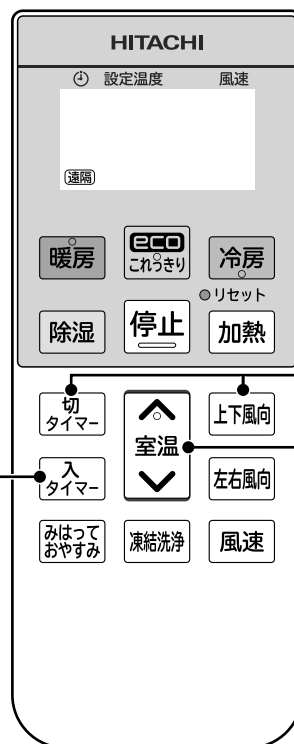 HITACHI
設定温度 風速
遠隔
暖房 eco これっきり 冷房
リセット
除湿 停止 加熱
切タイマー 上下風向
室温
入タイマー 左右風向
みはっておやすみ 凍結洗浄 風速